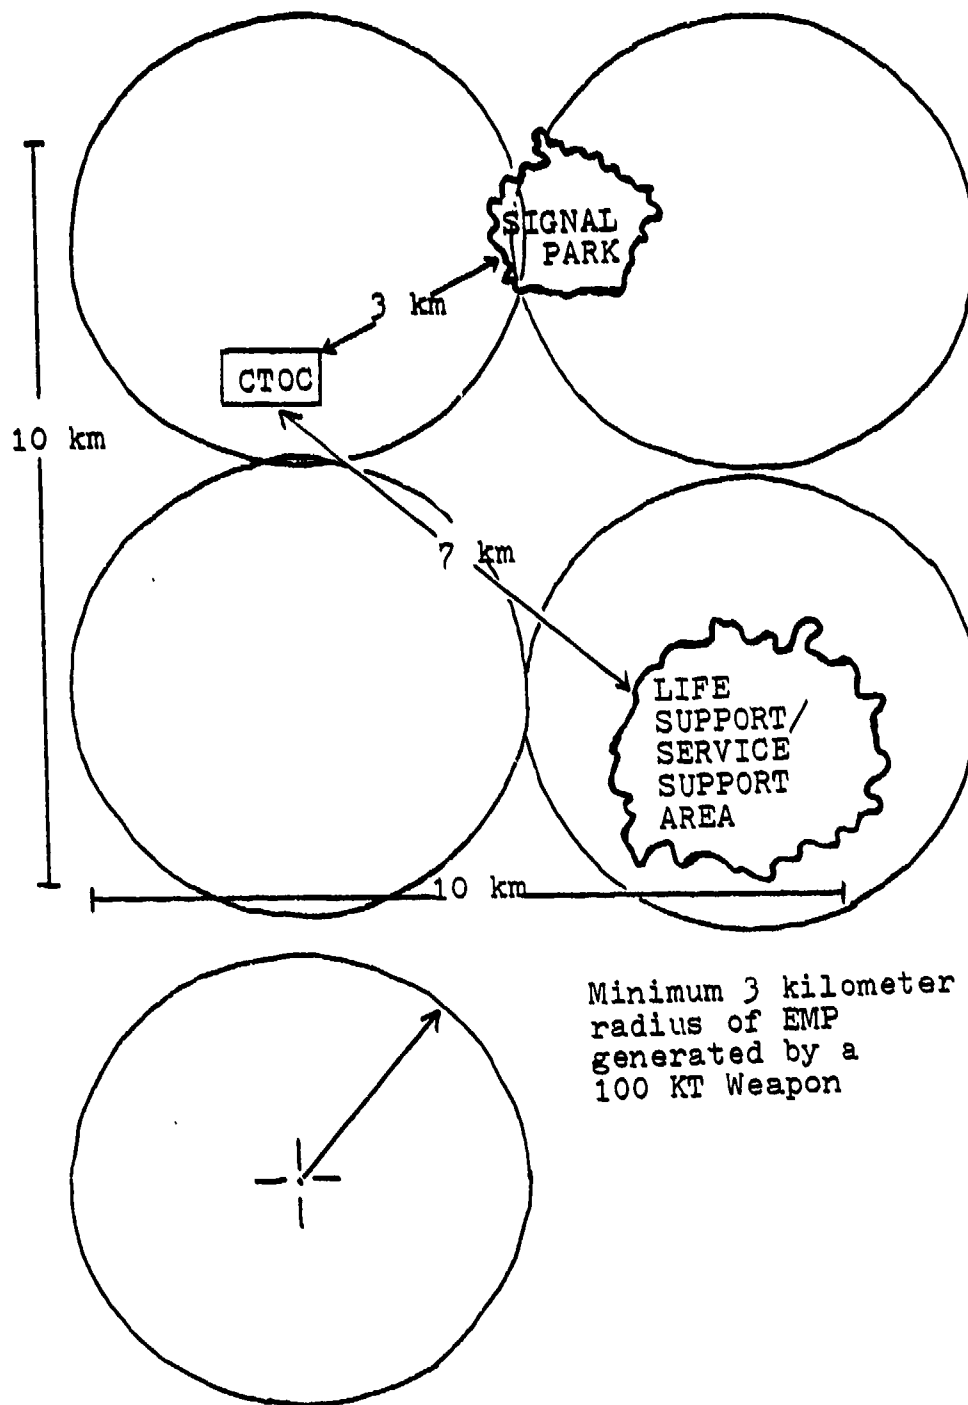 SIGNAL
PARK
3 km
CTOC
10 km
7 km
LIFE
SUPPORT/
SERVICE
SUPPORT
AREA
10 km
Minimum 3 kilometer
radius of EMP
generated by a
100 KT Weapon